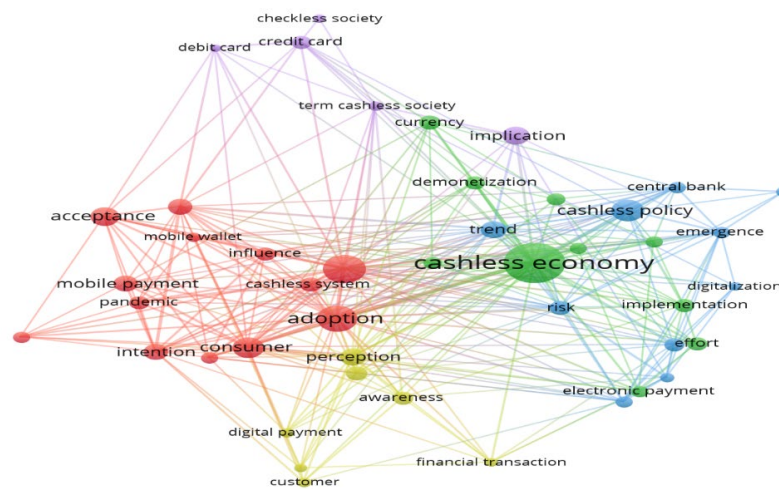 checkless society
debit card
credit card
term cashless society
currency
implication
demonetization
central bank
acceptance
cashless policy
trend
emergence
mobile wallet
influence
cashless economy
mobile payment
cashless system
digitalization
pandemic
implementation
risk
adoption
effort
intention
consumer
perception
electronic payment
awareness
digital payment
financial transaction
customer